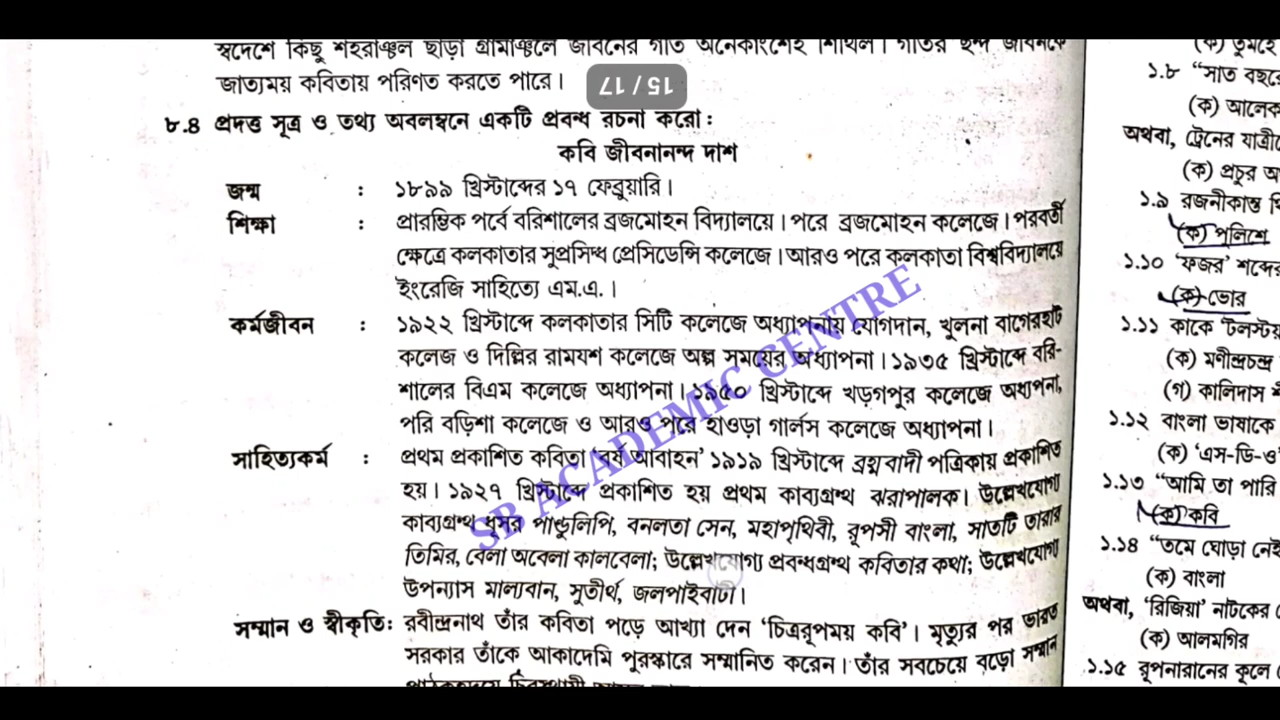 স্বদেশে কিছু শহরাঞ্চল ছাড়া গ্রামাঞ্চলে জীবনের গতি অনেকাংশেই শিথিল। গতির ছন্দ জীবনকে
জাত্যময় কবিতায় পরিণত করতে পারে।
15 / 17
৮.৪ প্রদত্ত সূত্র ও তথ্য অবলম্বনে একটি প্রবন্ধ রচনা করো:
কবি জীবনানন্দ দাশ
জন্ম : ১৮৯৯ খ্রিস্টাব্দের ১৭ ফেব্রুয়ারি।
শিক্ষা : প্রারম্ভিক পর্বে বরিশালের ব্রজমোহন বিদ্যালয়ে। পরে ব্রজমোহন কলেজে। পরবর্তী
ক্ষেত্রে কলকাতার সুপ্রসিদ্ধ প্রেসিডেন্সি কলেজে। আরও পরে কলকাতা বিশ্ববিদ্যালয়ে
ইংরেজি সাহিত্যে এম.এ.।
কর্মজীবন : ১৯২২ খ্রিস্টাব্দে কলকাতার সিটি কলেজে অধ্যাপনায় যোগদান, খুলনা বাগেরহাট
কলেজ ও দিল্লির রামযশ কলেজে অল্প সময়ের অধ্যাপনা। ১৯৩৫ খ্রিস্টাব্দে বরি-
শালের বিএম কলেজে অধ্যাপনা। ১৯৫০ খ্রিস্টাব্দে খড়গপুর কলেজে অধ্যপনা,
পরি বড়িশা কলেজে ও আরও পরে হাওড়া গার্লস কলেজে অধ্যাপনা।
সাহিত্যকর্ম : প্রথম প্রকাশিত কবিতা ‘বর্ষ আবাহন’ ১৯১৯ খ্রিস্টাব্দে ব্রহ্মবাদী পত্রিকায় প্রকাশিত
হয়। ১৯২৭ খ্রিস্টাব্দে প্রকাশিত হয় প্রথম কাব্যগ্রন্থ ঝরাপালক। উল্লেখযোগ্য
কাব্যগ্রন্থ ধূসর পাণ্ডুলিপি, বনলতা সেন, মহাপৃথিবী, রূপসী বাংলা, সাতটি তারার
তিমির, বেলা অবেলা কালবেলা; উল্লেখযোগ্য প্রবন্ধগ্রন্থ কবিতার কথা; উল্লেখযোগ্য
উপন্যাস মাল্যবান, সুতীর্থ, জলপাইবাটী।
সম্মান ও স্বীকৃতি: রবীন্দ্রনাথ তাঁর কবিতা পড়ে আখ্যা দেন ‘চিত্ররূপময় কবি’। মৃত্যুর পর ভারত
সরকার তাঁকে আকাদেমি পুরস্কারে সম্মানিত করেন। তাঁর সবচেয়ে বড়ো সম্মান
SB ACADEMIC CENTRE
(ক) তুমহে
১.৮ “সাত বছরে
(ক) আলেক
অথবা, ট্রেনের যাত্রী
(ক) প্রচুর
১.৯ রজনীকান্ত
(ক) পুলিশে
১.১০ ‘ফজর’ শব্দের
(ক) ভোর
১.১১ কাকে টলস্টয়
(ক) মণীন্দ্রচন্দ্র
(গ) কালিদাস
১.১২ বাংলা ভাষাকে
(ক) ‘এস-ডি-ও’
১.১৩ “আমি তা পারি
(ক) কবি
১.১৪ “তমে ঘোড়া নেই
(ক) বাংলা
অথবা, ‘রিজিয়া’ নাটকের
(ক) আলমগির
১.১৫ রূপনারানের কূলে